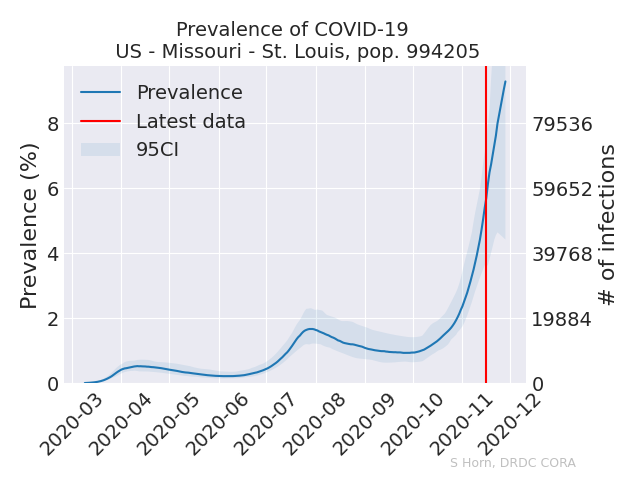 Prevalence of COVID-19
US - Missouri - St. Louis, pop. 994205
Prevalence
Latest data
95CI
Prevalence (%)
8
6
4
2
0
79536
59652
39768
19884
0
# of infections
2020-03
2020-04
2020-05
2020-06
2020-07
2020-08
2020-09
2020-10
2020-11
2020-12
S Horn, DRDC CORA